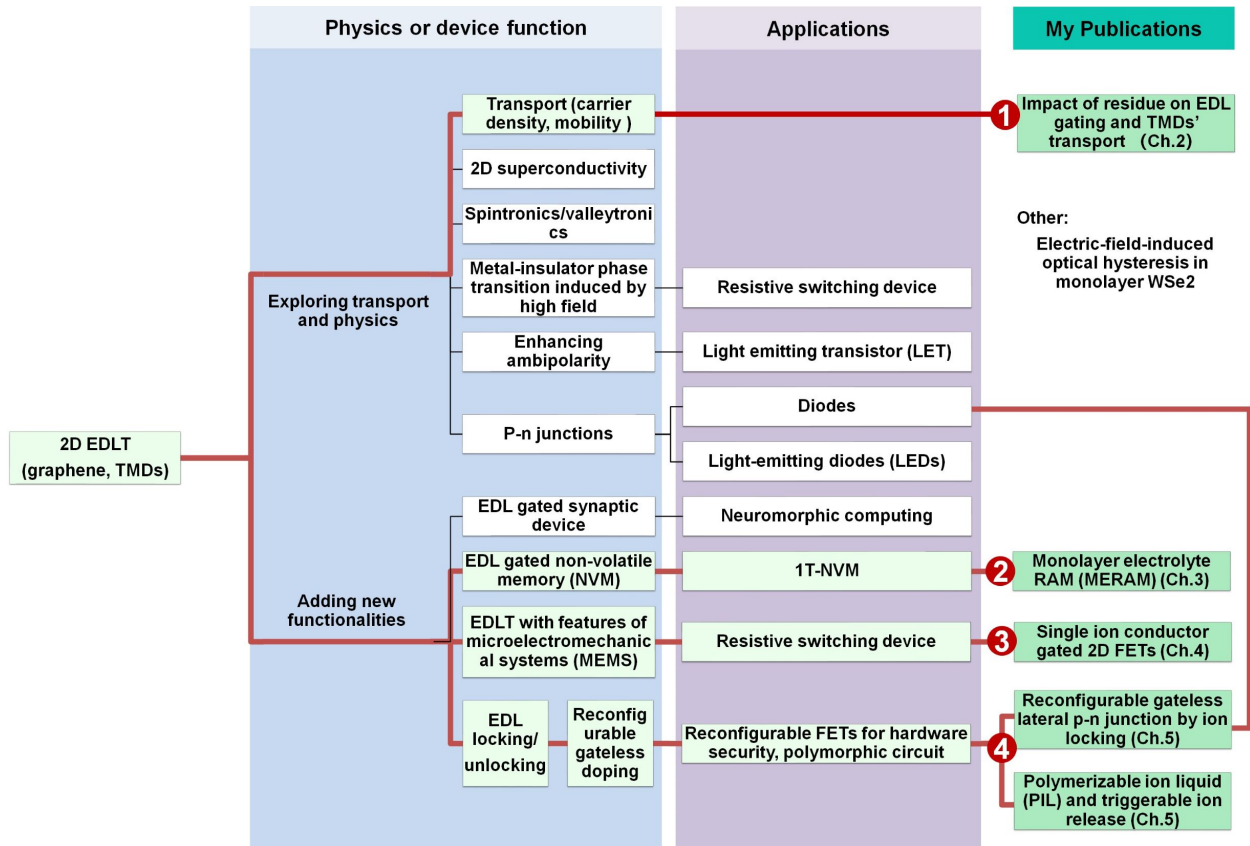 Physics or device function
Applications
My Publications
Transport (carrier
density, mobility )
1
Impact of residue on EDL
gating and TMDs'
transport (Ch.2)
2D superconductivity
Spintronics/valleytroni
cs
Other:
Electric-field-induced
optical hysteresis in
monolayer WSe2
Exploring transport
and physics
Metal-insulator phase
transition induced by
high field
Resistive switching device
Enhancing
ambipolarity
Light emitting transistor (LET)
P-n junctions
Diodes
Light-emitting diodes (LEDs)
2D EDLT
(graphene, TMDs)
EDL gated synaptic
device
Neuromorphic computing
Adding new
functionalities
EDL gated non-volatile
memory (NVM)
1T-NVM
2
Monolayer electrolyte
RAM (MERAM) (Ch.3)
EDLT with features of
microelectromechanic
al systems (MEMS)
Resistive switching device
3
Single ion conductor
gated 2D FETs (Ch.4)
EDL
locking/
unlocking
Reconfig
urable
gateless
doping
Reconfigurable FETs for hardware
security, polymorphic circuit
4
Reconfigurable gateless
lateral p-n junction by ion
locking (Ch.5)
Polymerizable ion liquid
(PIL) and triggerable ion
release (Ch.5)